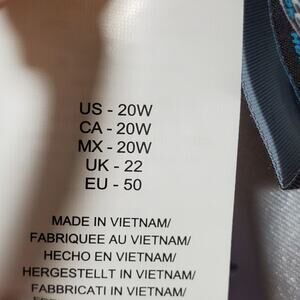 US - 20W
CA - 20W
MX - 20W
UK - 22
EU - 50
MADE IN VIETNAM/
FABRIQUEE AU VIETNAM/
HECHO EN VIETNAM/
HERGESTELLT IN VIETNAM/
FABBRICATI IN VIETNAM/